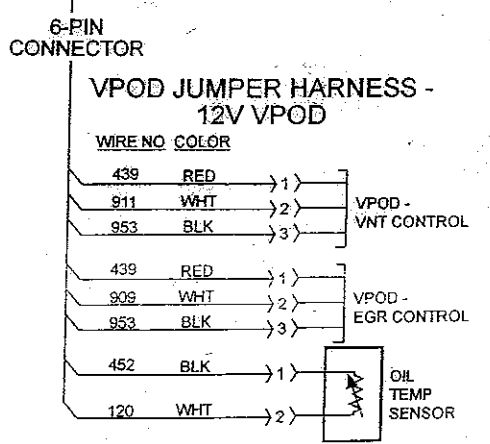 6-PIN
CONNECTOR
VPOD JUMPER HARNESS -
12V VPOD
WIRE NO COLOR
439 RED 1
911 WHT 2
953 BLK 3
VPOD -
VNT CONTROL
439 RED 1
909 WHT 2
953 BLK 3
VPOD -
EGR CONTROL
452 BLK 1
120 WHT 2
OIL
TEMP
SENSOR